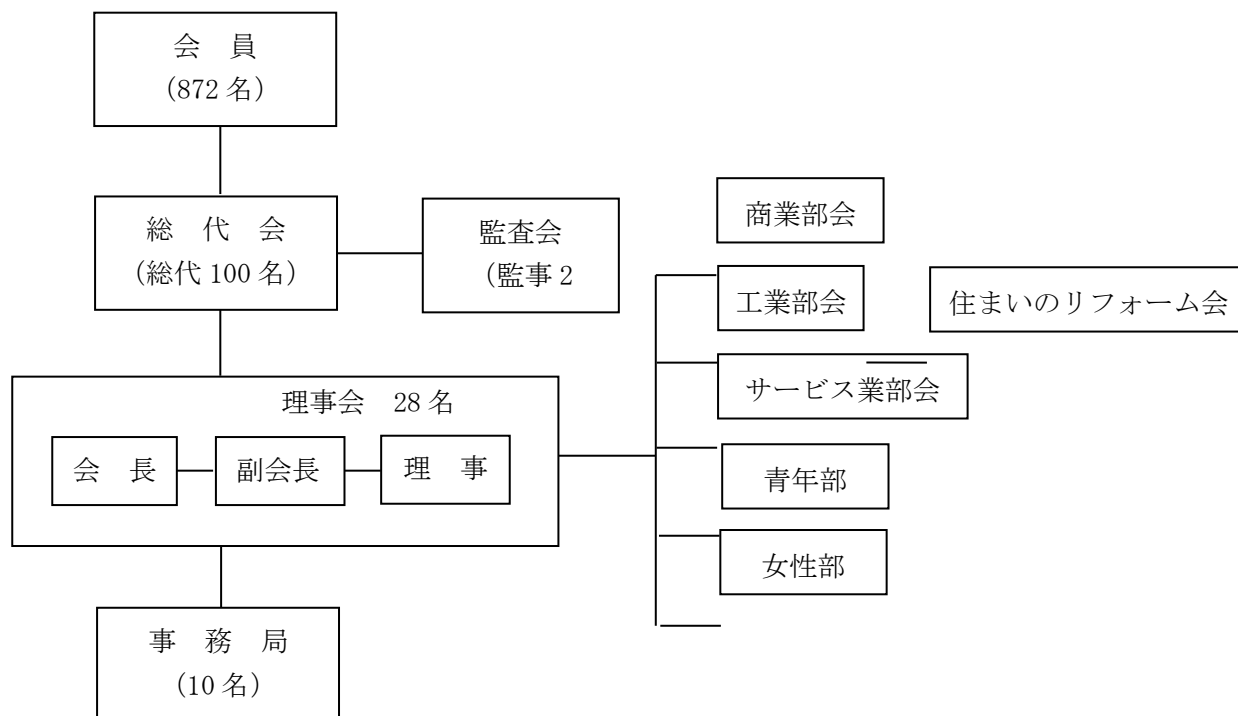 会　員
（872 名）
総　代　会
（総代 100 名）
監査会
（監事 2
商業部会
工業部会
住まいのリフォーム会
サービス業部会
理事会　28 名
会　長
副会長
理　事
青年部
女性部
事　務　局
（10 名）